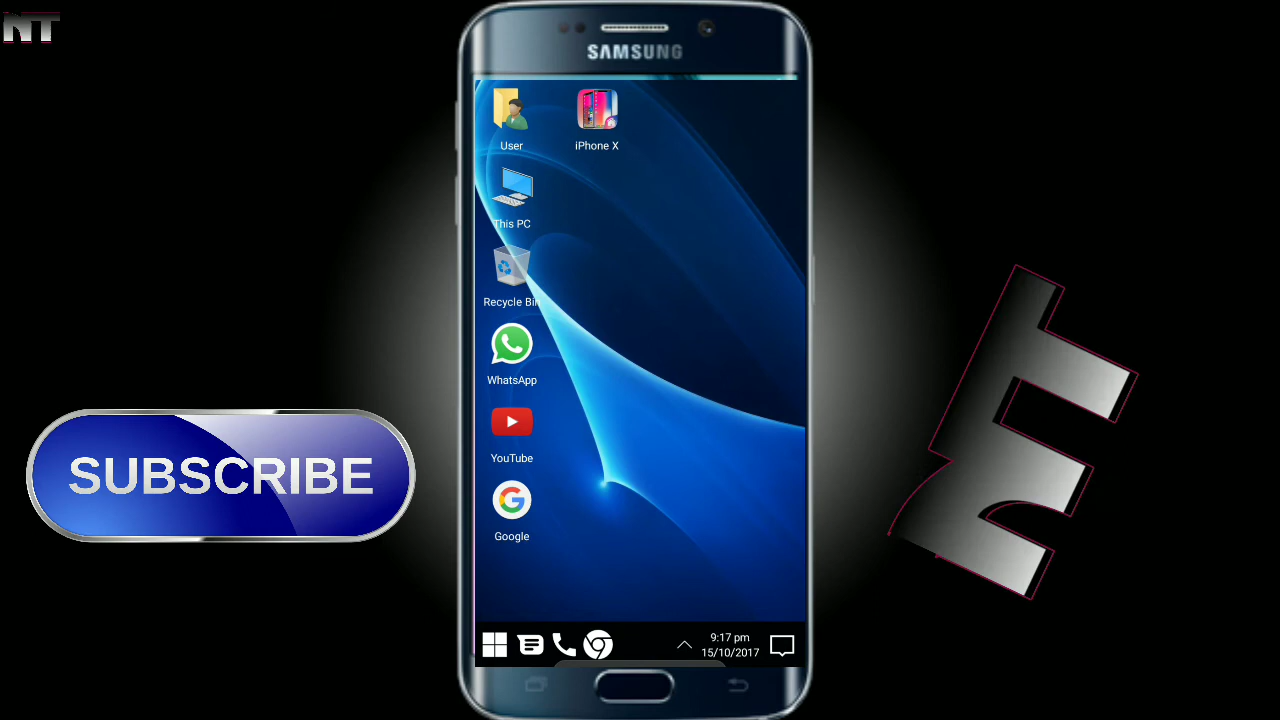 NT
SAMSUNG
User
iPhone X
This PC
Recycle Bin
WhatsApp
YouTube
Google
SUBSCRIBE
9:17 pm
15/10/2017